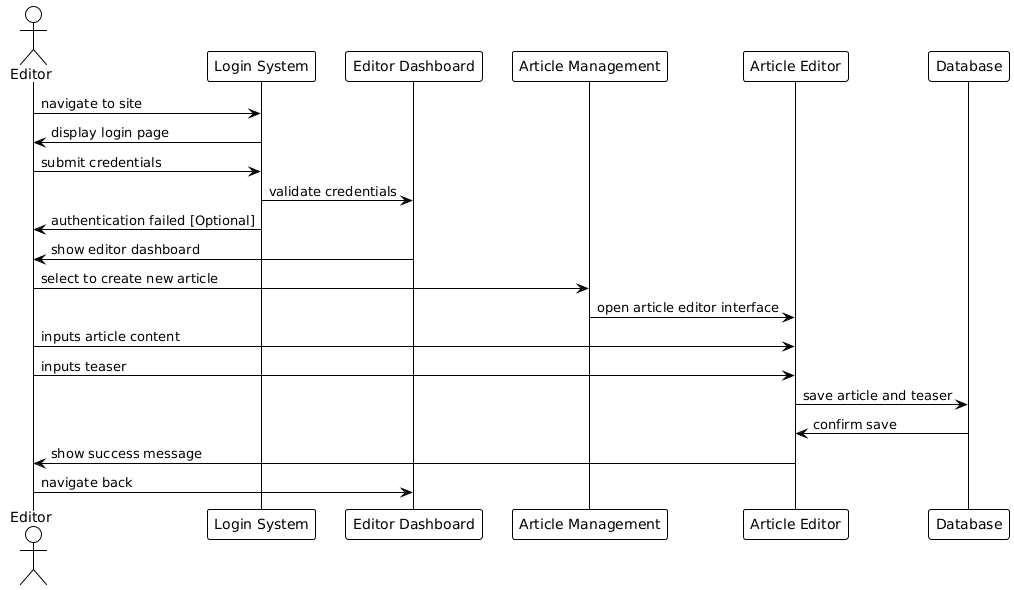 Editor
Login System
Editor Dashboard
Article Management
Article Editor
Database
navigate to site
display login page
submit credentials
validate credentials
authentication failed [Optional]
show editor dashboard
select to create new article
open article editor interface
inputs article content
inputs teaser
save article and teaser
confirm save
show success message
navigate back
Editor
Login System
Editor Dashboard
Article Management
Article Editor
Database